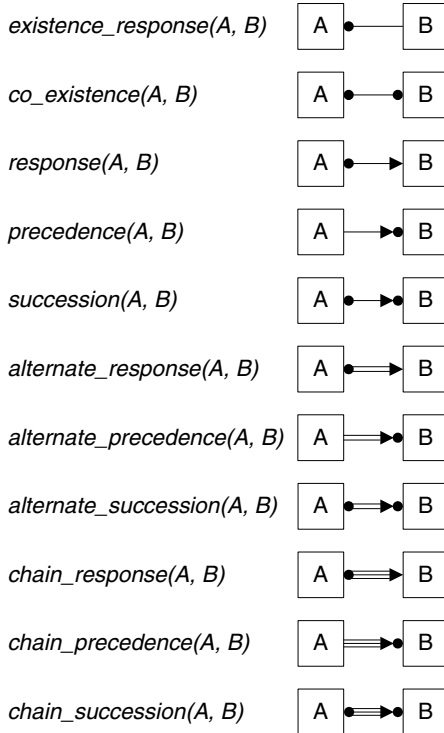 existence_response(A, B) A B
co_existence(A, B) A B
response(A, B) A B
precedence(A, B) A B
succession(A, B) A B
alternate_response(A, B) A B
alternate_precedence(A, B) A B
alternate_succession(A, B) A B
chain_response(A, B) A B
chain_precedence(A, B) A B
chain_succession(A, B) A B